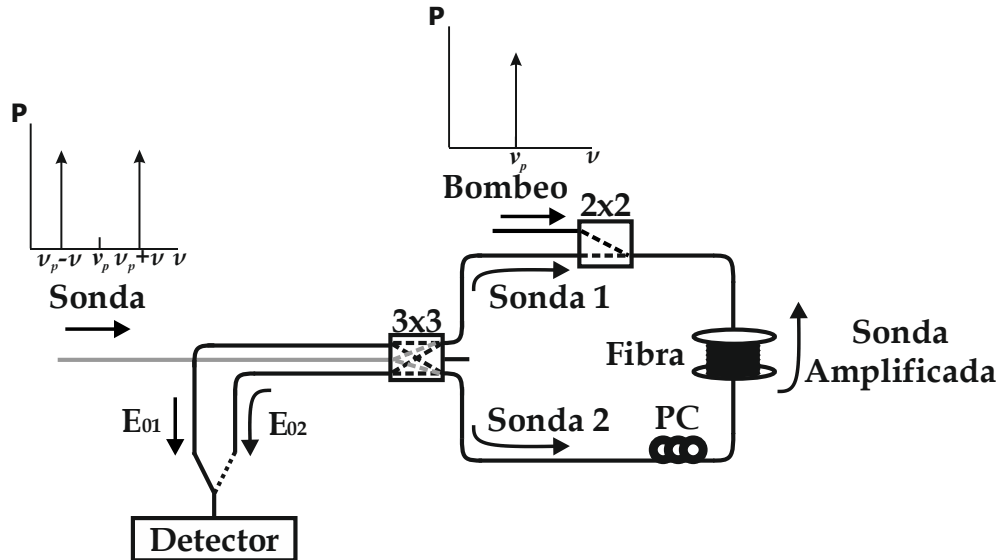 P
ν_p
ν
Bombeo
2x2
P
ν_p-ν
ν_p
ν_p+ν
ν
Sonda
3x3
Sonda 1
Fibra
Sonda
Amplificada
E01
E02
Sonda 2
PC
Detector